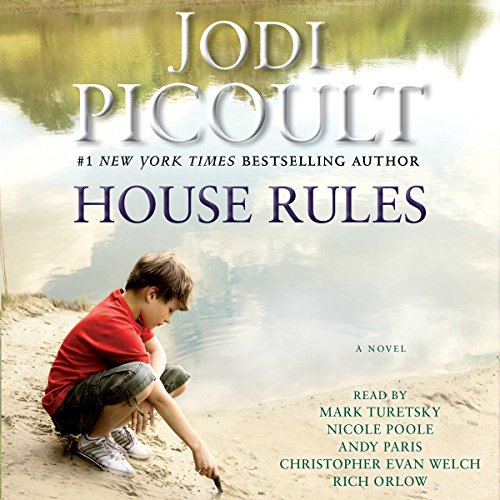 JODI
PICOULT
#1 NEW YORK TIMES BESTSELLING AUTHOR
HOUSE RULES
A NOVEL
READ BY
MARK TURETSKY
NICOLE POOLE
ANDY PARIS
CHRISTOPHER EVAN WELCH
RICH ORLOW